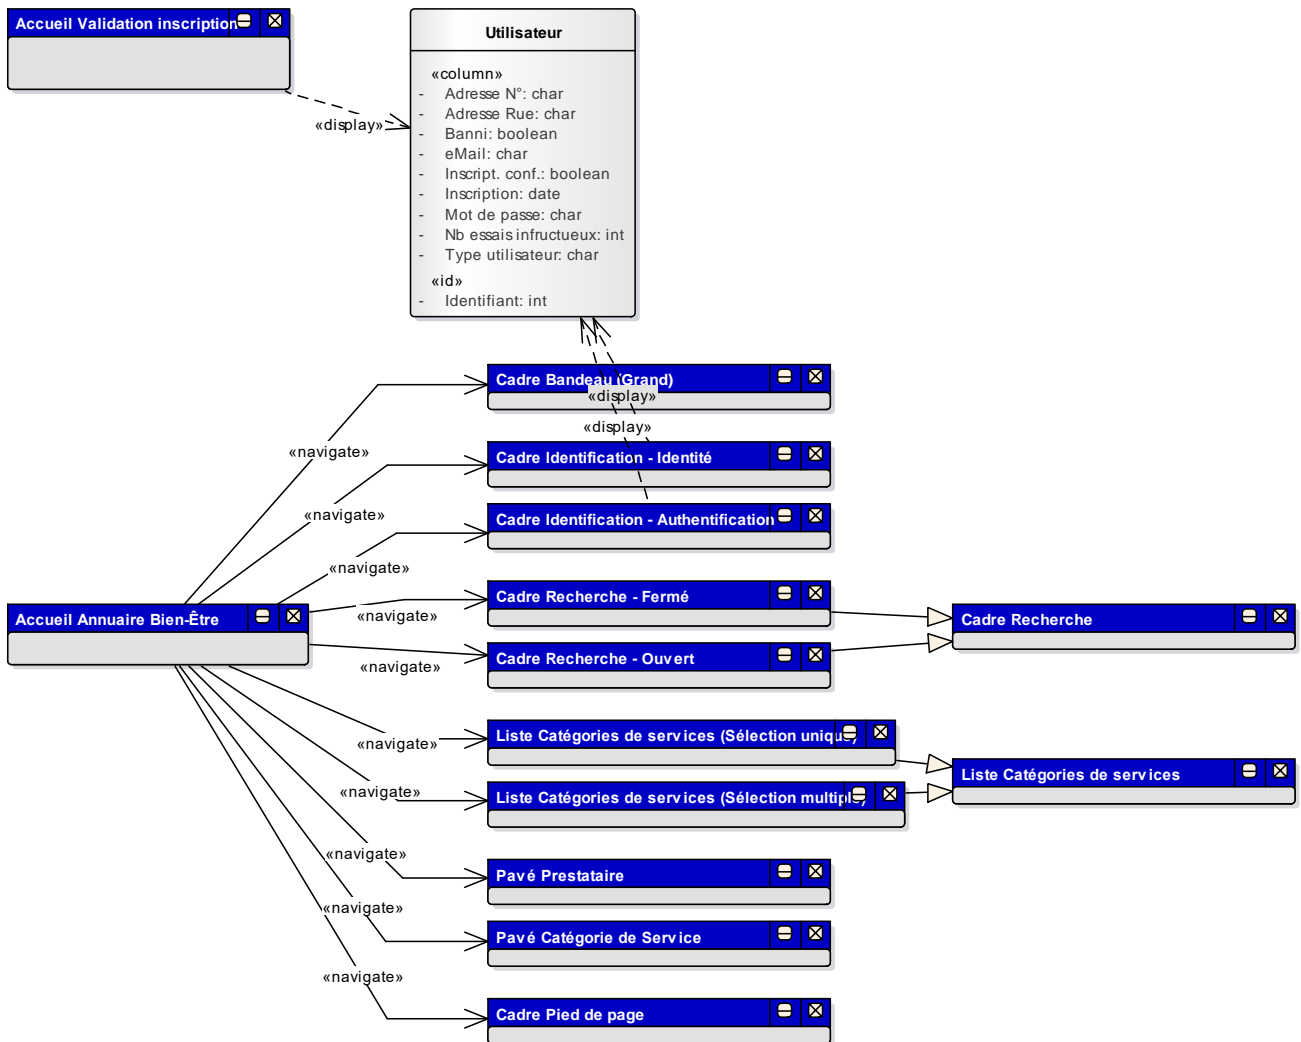 Accueil Validation inscription
Utilisateur
«column»
- Adresse N°: char
- Adresse Rue: char
- Banni: boolean
- eMail: char
- Inscript. conf.: boolean
- Inscription: date
- Mot de passe: char
- Nb essais infructueux: int
- Type utilisateur: char
«id»
- Identifiant: int
«display»
Cadre Bandeau (Grand)
«display»
«display»
«navigate»
Cadre Identification - Identité
«navigate»
Cadre Identification - Authentification
«navigate»
Cadre Recherche - Fermé
«navigate»
Accueil Annuaire Bien-Être
Cadre Recherche
Cadre Recherche - Ouvert
«navigate»
Liste Catégories de services (Sélection unique)
«navigate»
Liste Catégories de services
Liste Catégories de services (Sélection multiple)
«navigate»
«navigate»
Pavé Prestataire
«navigate»
Pavé Catégorie de Service
«navigate»
Cadre Pied de page